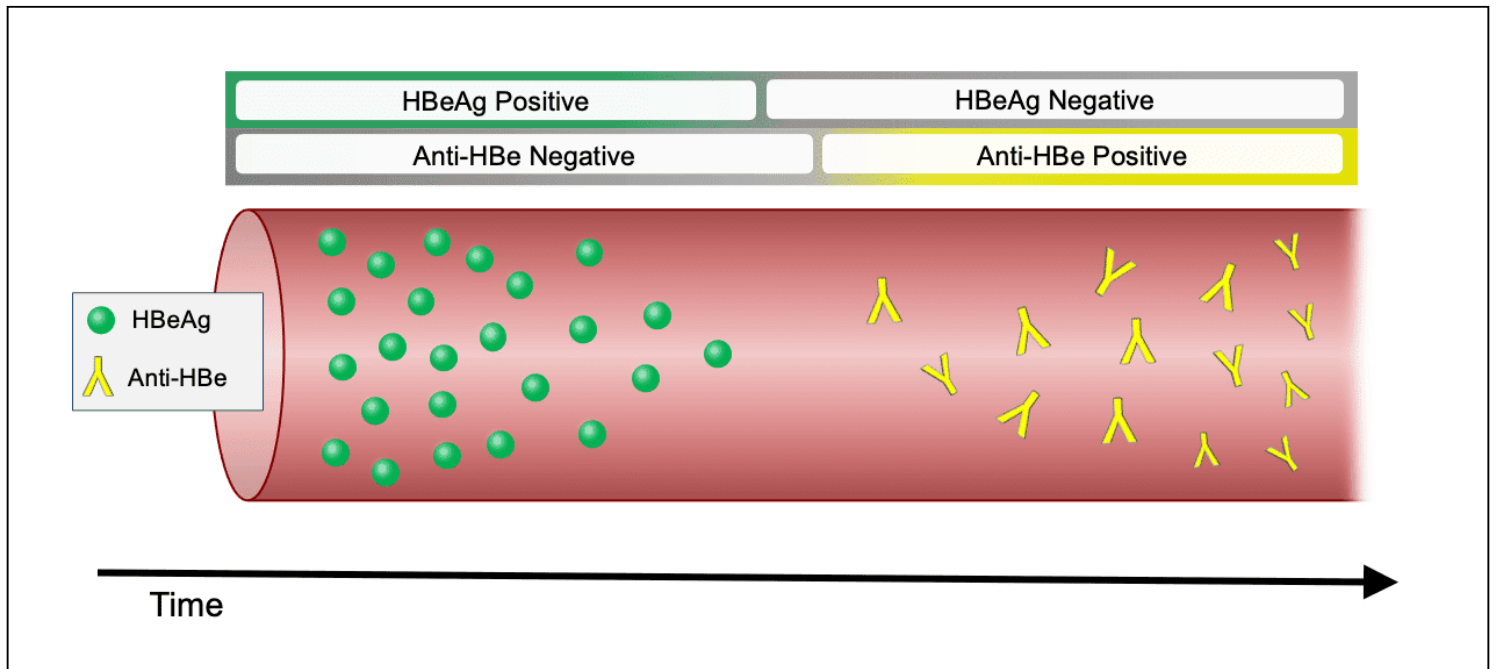 HBeAg Positive
HBeAg Negative
Anti-HBe Negative
Anti-HBe Positive
HBeAg
Anti-HBe
Time